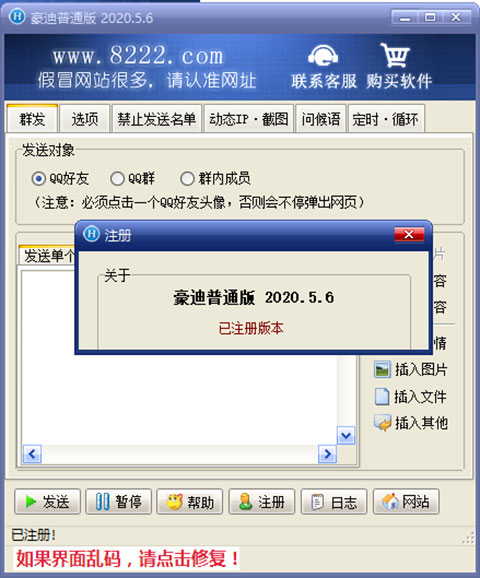 豪迪普通版 2020.5.6
www.8222.com
假冒网站很多，请认准网址
联系客服 购买软件
群发 选项 禁止发送名单 动态IP·截图 问候语 定时·循环
发送对象
QQ好友 QQ群 群内成员
（注意：必须点击一个QQ好友头像，否则会不停弹出网页）
注册
发送单个
片
关于
容
豪迪普通版 2020.5.6
容
已注册版本
情
插入图片
插入文件
插入其他
发送 暂停 帮助 注册 日志 网站
已注册!
如果界面乱码，请点击修复！